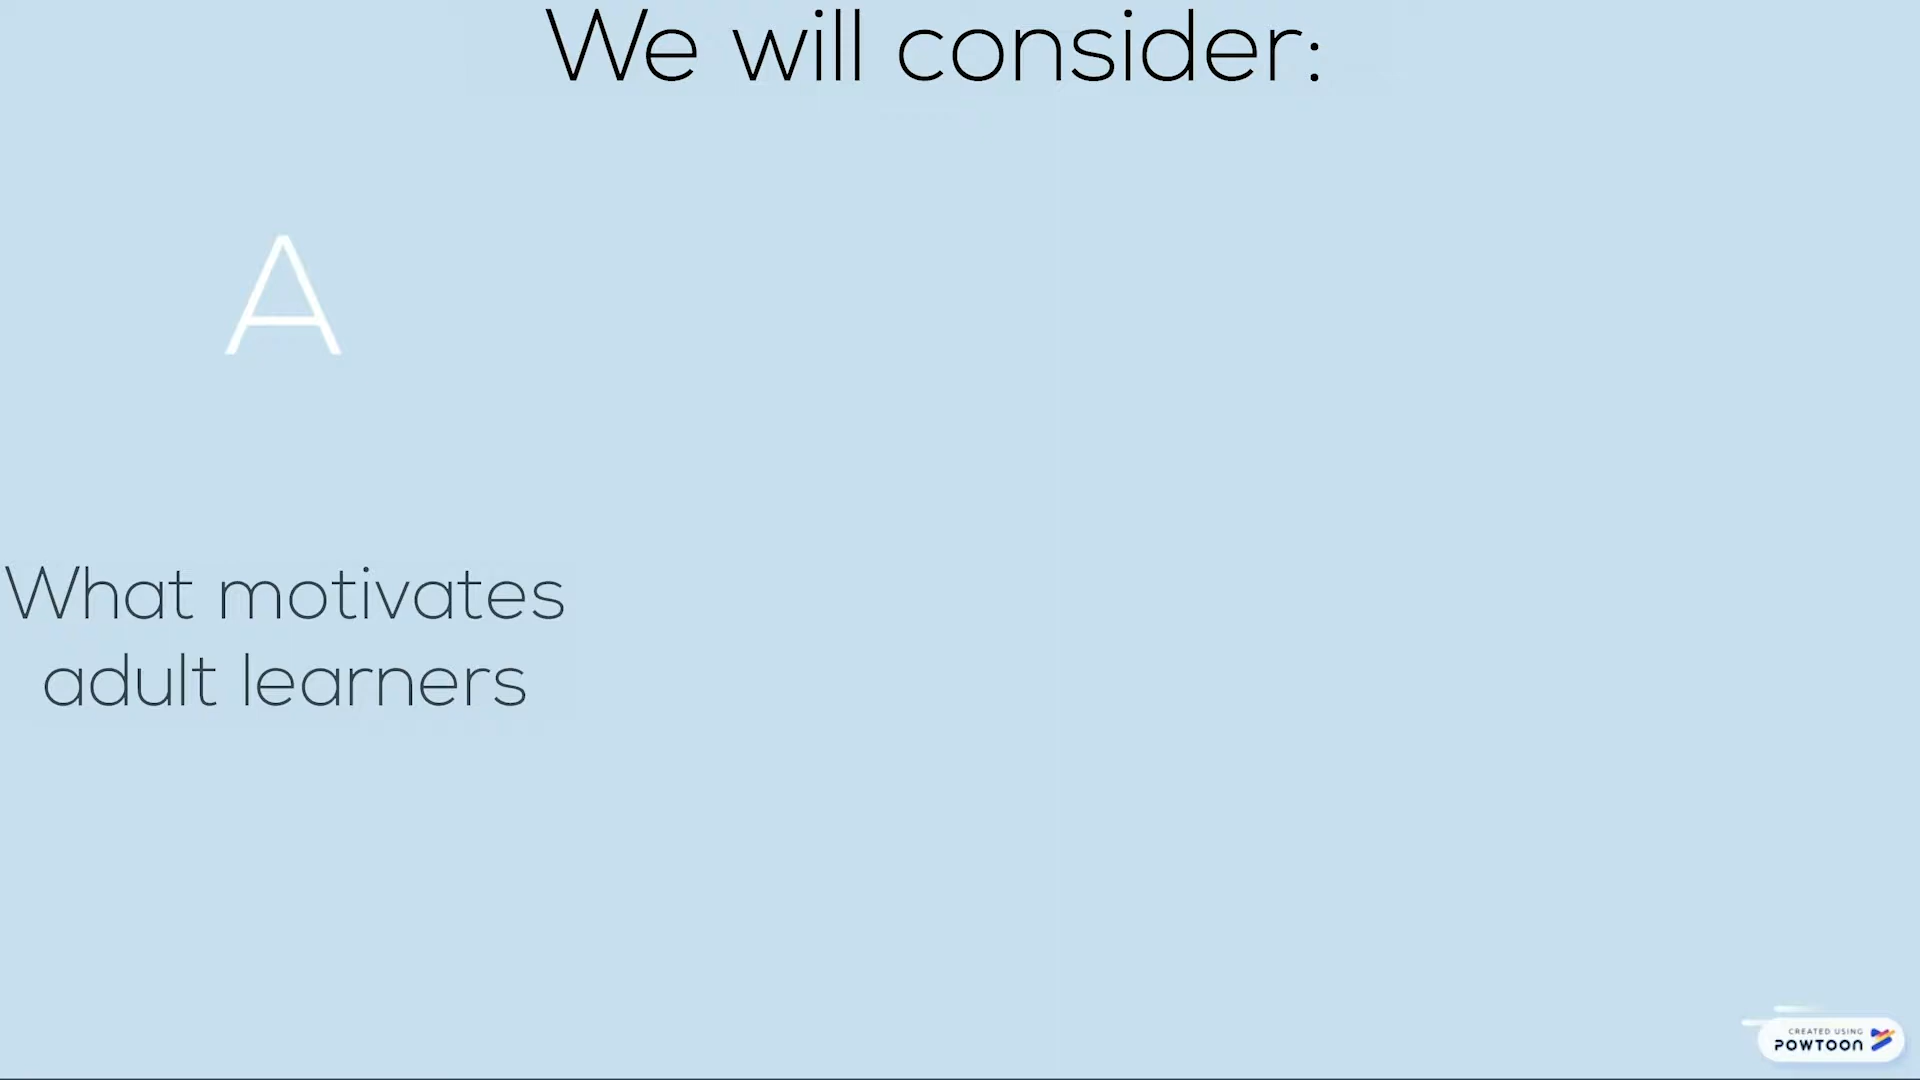 We will consider:
A
What motivates
adult learners
CREATED USING
POWTOON